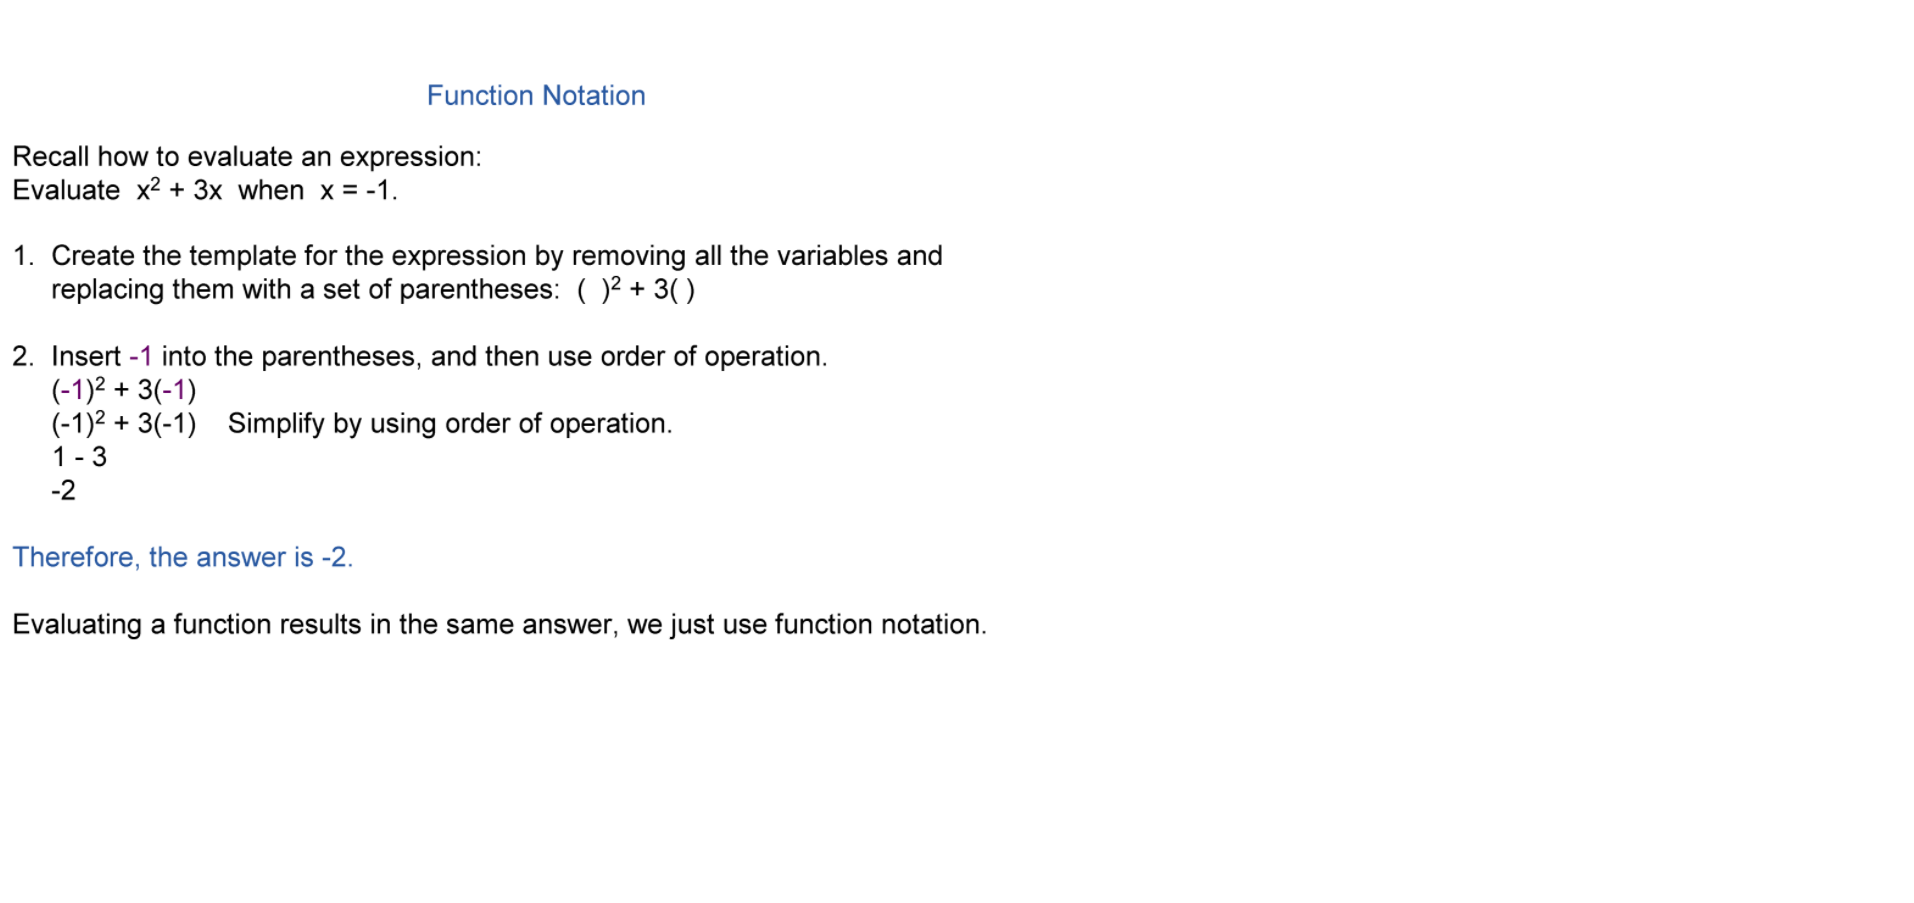 Function Notation
Recall how to evaluate an expression:
Evaluate x² + 3x when x = -1.
1. Create the template for the expression by removing all the variables and
replacing them with a set of parentheses: ( )² + 3( )
2. Insert -1 into the parentheses, and then use order of operation.
(-1)² + 3(-1)
(-1)² + 3(-1) Simplify by using order of operation.
1 - 3
-2
Therefore, the answer is -2.
Evaluating a function results in the same answer, we just use function notation.